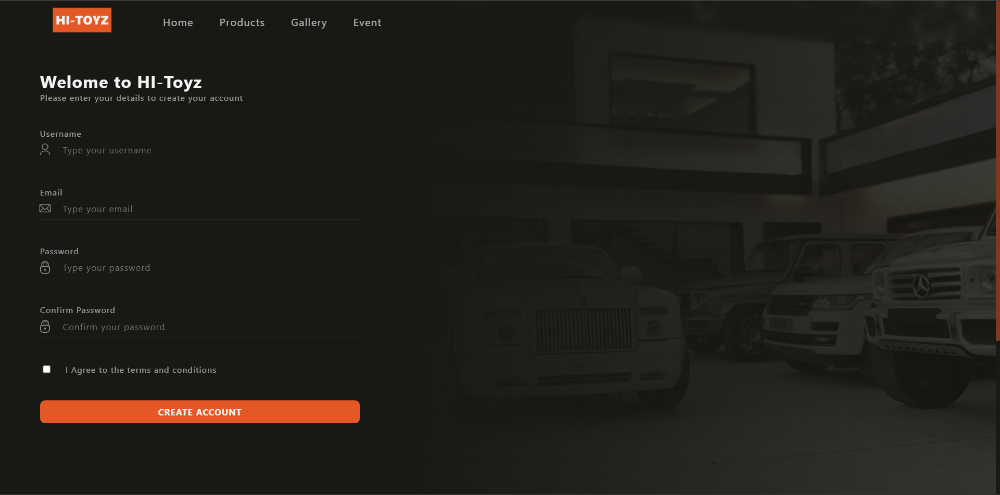 HI-TOYZ
Home Products Gallery Event
Welome to HI-Toyz
Please enter your details to create your account
Username
Type your username
Email
Type your email
Password
Type your password
Confirm Password
Confirm your password
I Agree to the terms and conditions
CREATE ACCOUNT
Phantom